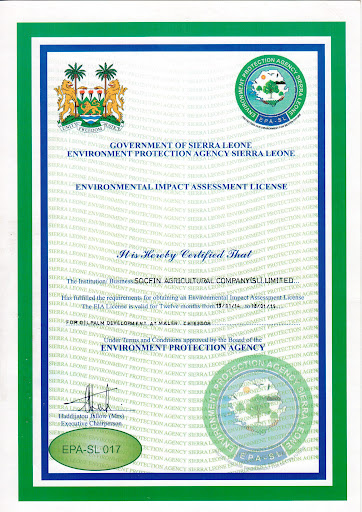 UNITY FREEDOM JUSTICE
ENVIRONMENT PROTECTION AGENCY SIERRA LEONE
EPA-SL
GOVERNMENT OF SIERRA LEONE
ENVIRONMENT PROTECTION AGENCY SIERRA LEONE
ENVIRONMENTAL IMPACT ASSESSMENT LICENSE
It is Hereby Certified That
The Institution/ Business SOCFIN AGRICULTURAL COMPANY(SL) LIMITED...
Has fulfilled the requirements for obtaining an Environmental Impact Assessment License
The EIA License is valid for Twelve months from 19/01/14 to 18/01/15
FOR OILPALM DEVELOPMENT AT MALEN CHIEFDOM
Under Terms and Conditions approved by the Board of the
ENVIRONMENT PROTECTION AGENCY
Haddijatou Jallow (Mrs)
Executive Chairperson
EPA-SL 017
ENVIRONMENT PROTECTION AGENCY SIERRA LEONE
EPA-SL